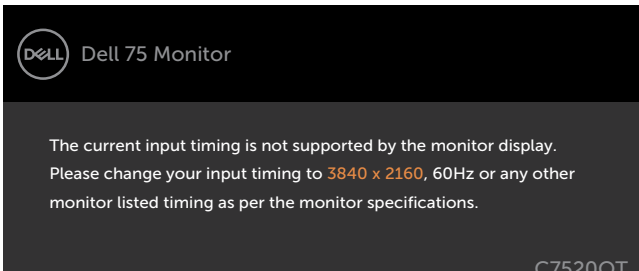 DELL
Dell 75 Monitor
The current input timing is not supported by the monitor display.
Please change your input timing to 3840 x 2160, 60Hz or any other
monitor listed timing as per the monitor specifications.
C7520QT